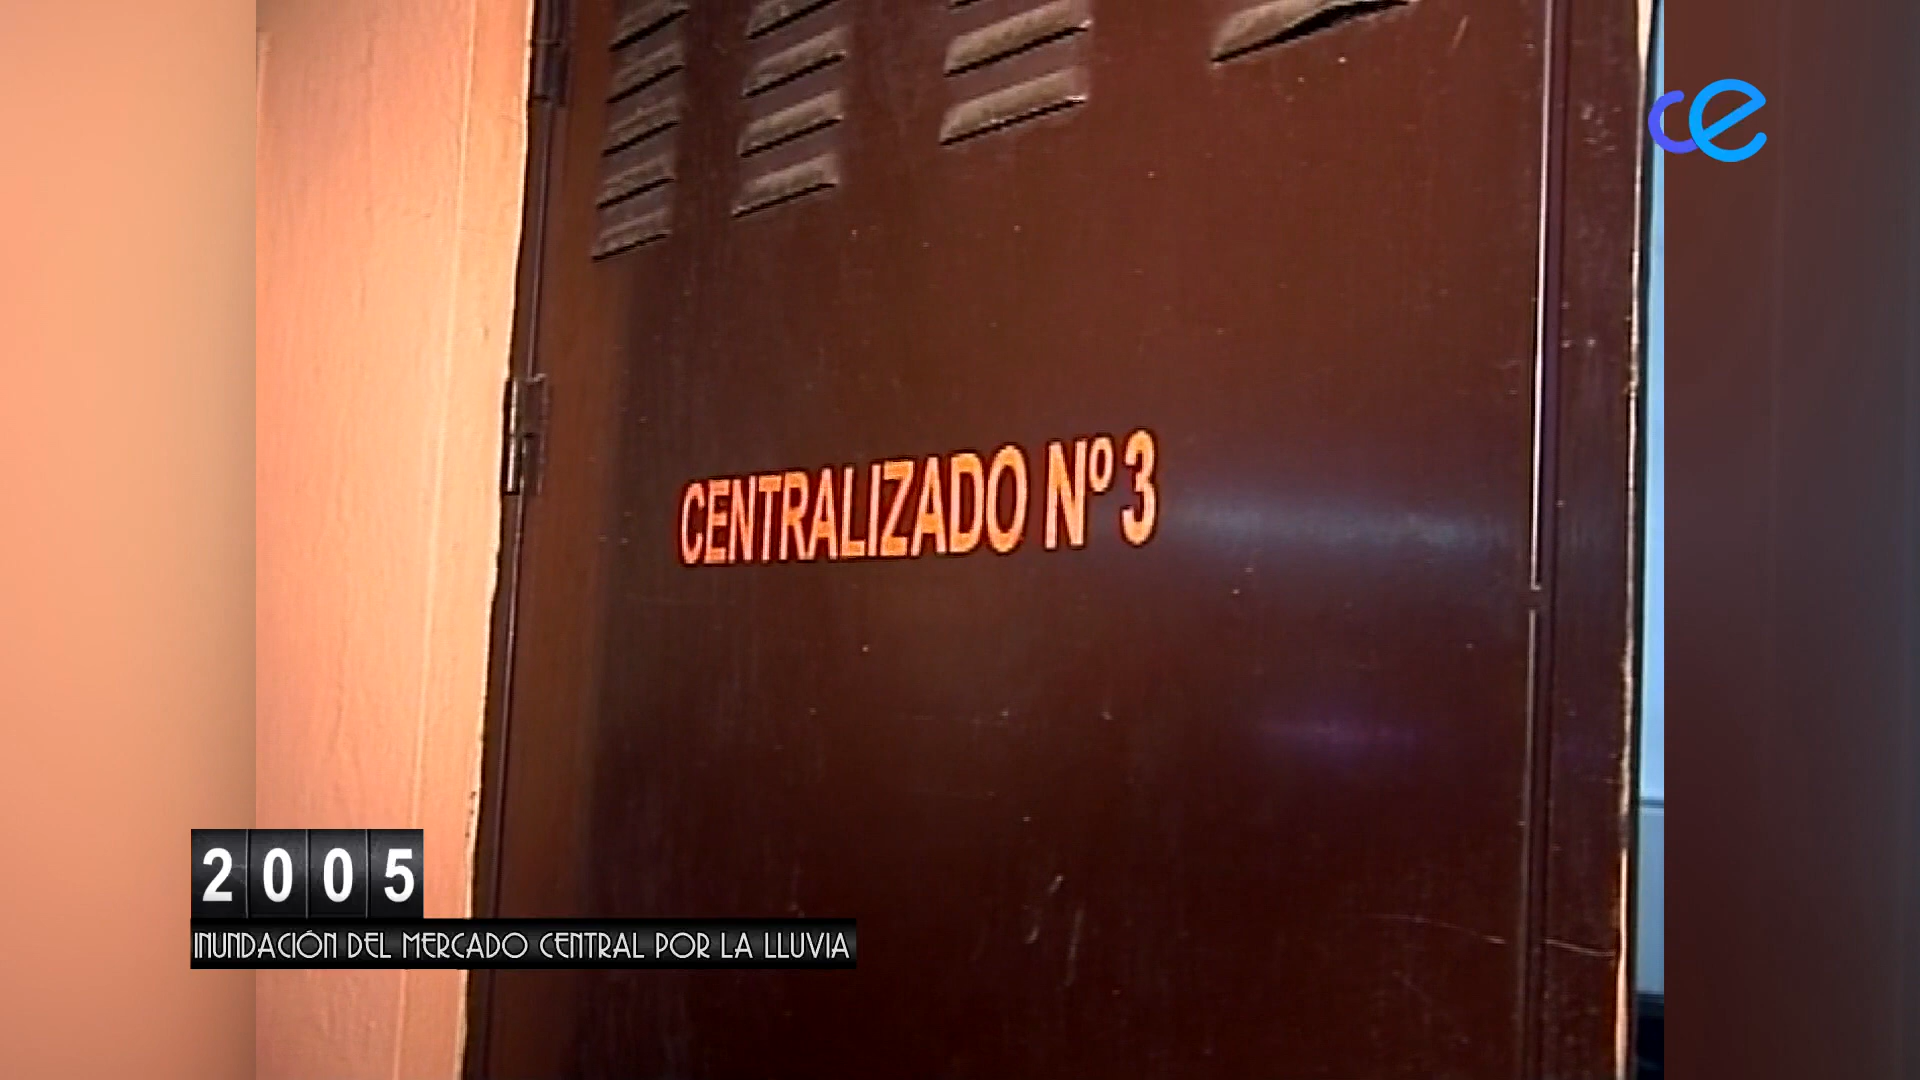 ce
CENTRALIZADO Nº 3
2005
INUNDACIÓN DEL MERCADO CENTRAL POR LA LLUVIA